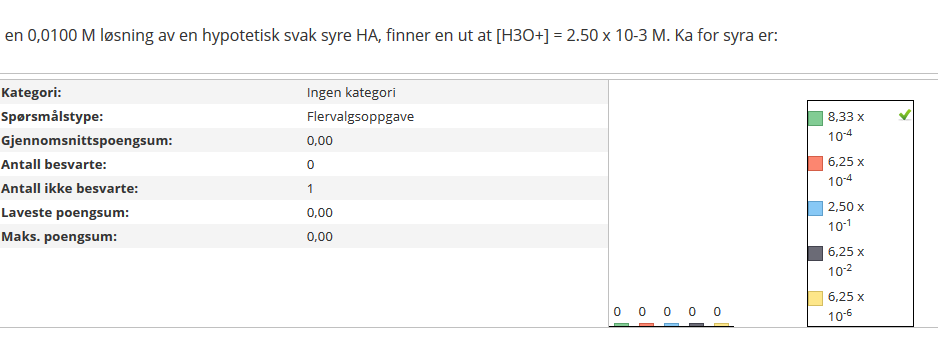 en 0,0100 M løsning av en hypotetisk svak syre HA, finner en ut at [H3O+] = 2.50 x 10-3 M. Ka for syra er:
Kategori: Ingen kategori
Spørsmålstype: Flervalgsoppgave
Gjennomsnittspoengsum: 0,00
Antall besvarte: 0
Antall ikke besvarte: 1
Laveste poengsum: 0,00
Maks. poengsum: 0,00
0 0 0 0 0
8,33 x
10-4
6,25 x
10-4
2,50 x
10-1
6,25 x
10-2
6,25 x
10-6